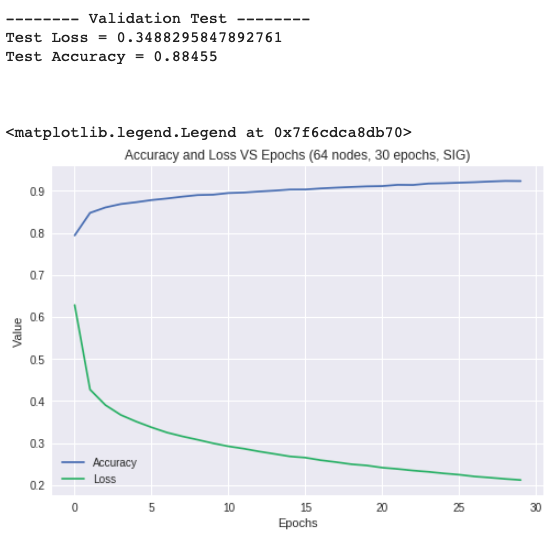 -------- Validation Test --------
Test Loss = 0.3488295847892761
Test Accuracy = 0.88455
<matplotlib.legend.Legend at 0x7f6cdca8db70>
Accuracy and Loss VS Epochs (64 nodes, 30 epochs, SIG)
0.9
0.8
0.7
0.6
0.5
0.4
0.3
0.2
Value
Accuracy
Loss
0 5 10 15 20 25 30
Epochs